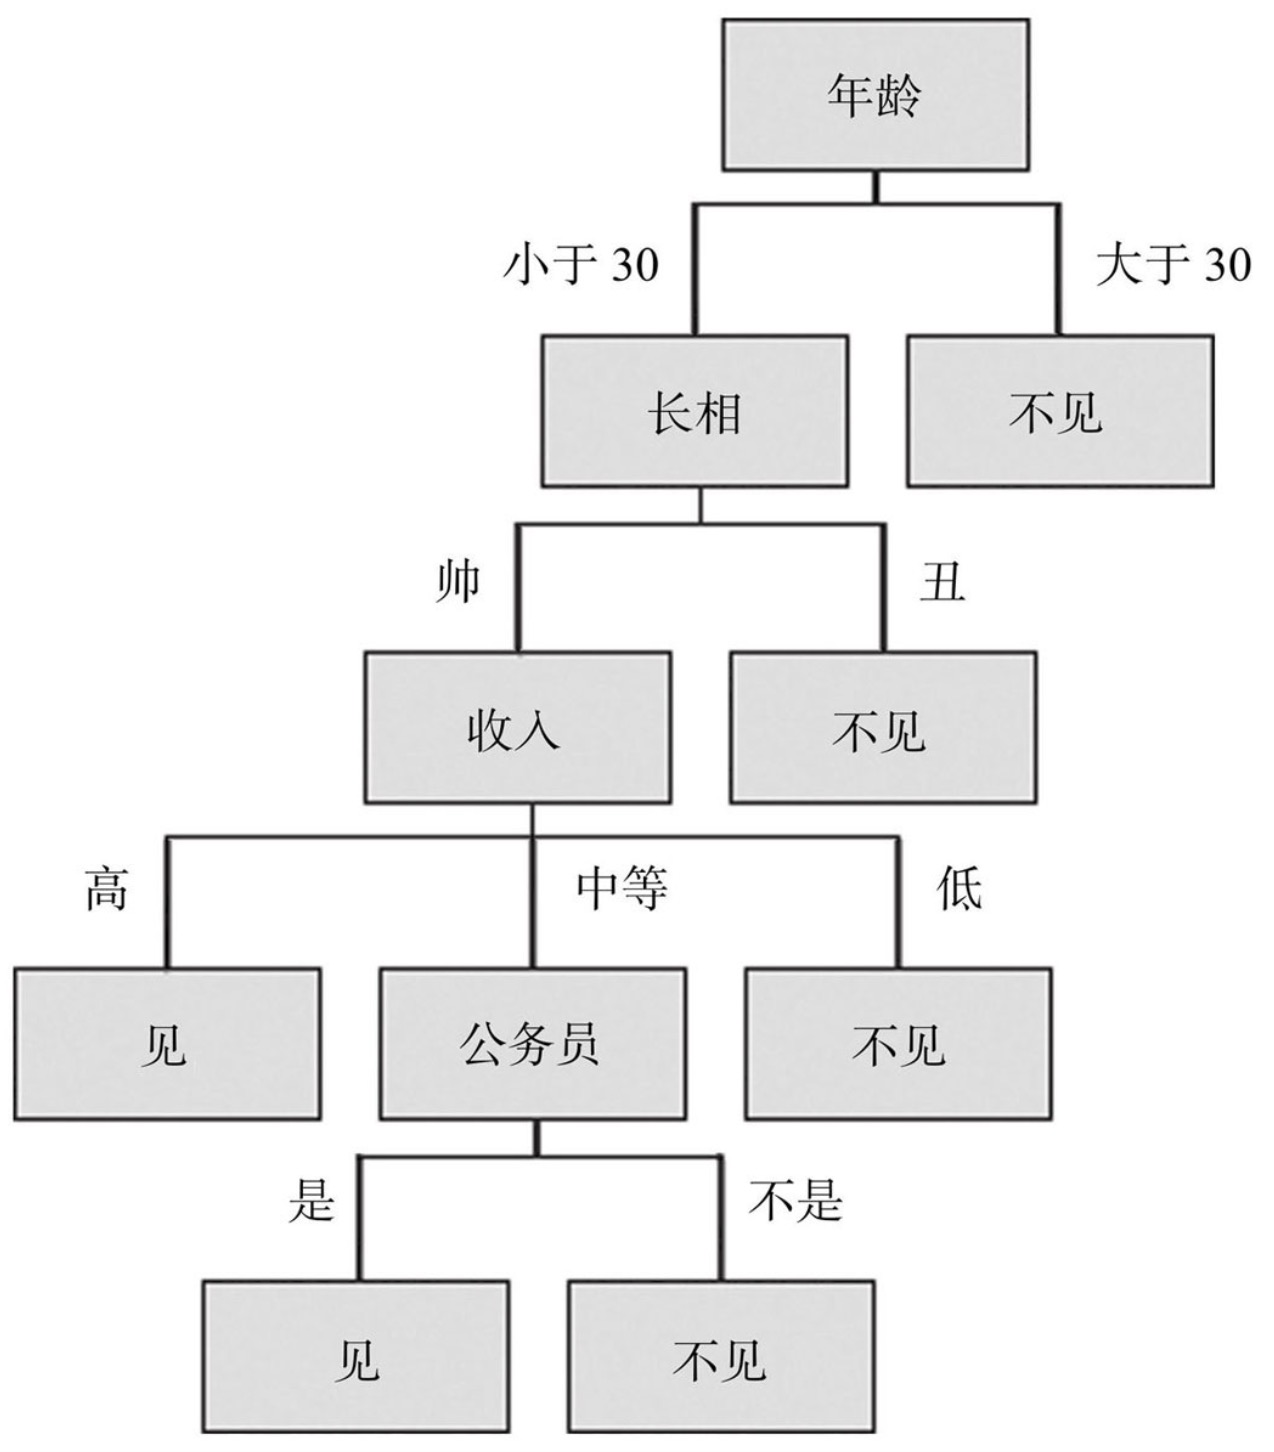 年龄
小于 30
大于 30
长相
不见
帅
丑
收入
不见
高
中等
低
见
公务员
不见
是
不是
见
不见